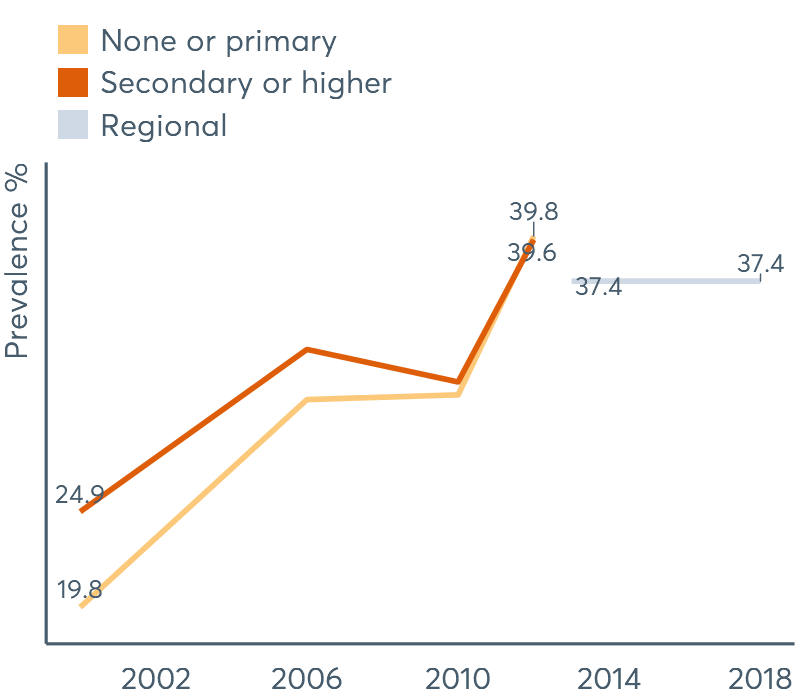 None or primary
Secondary or higher
Regional
Prevalence %
39.8
39.6
37.4
37.4
24.9
19.8
2002 2006 2010 2014 2018